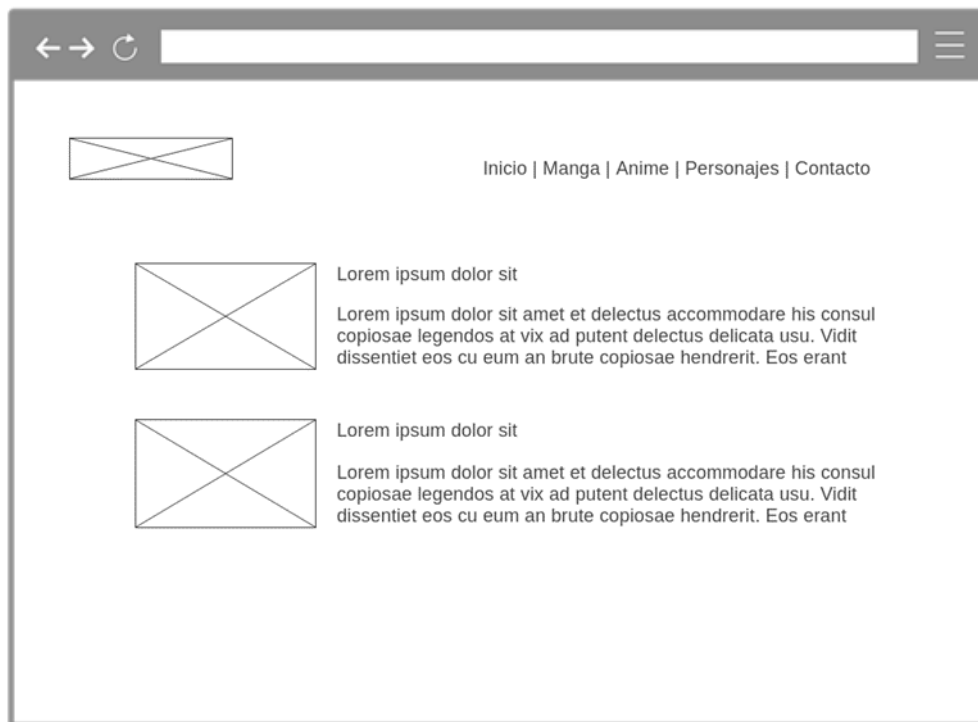 Inicio | Manga | Anime | Personajes | Contacto
Lorem ipsum dolor sit
Lorem ipsum dolor sit amet et delectus accommodare his consul
copiosae legendos at vix ad putent delectus delicata usu. Vidit
dissentiet eos cu eum an brute copiosae hendrerit. Eos erant
Lorem ipsum dolor sit
Lorem ipsum dolor sit amet et delectus accommodare his consul
copiosae legendos at vix ad putent delectus delicata usu. Vidit
dissentiet eos cu eum an brute copiosae hendrerit. Eos erant